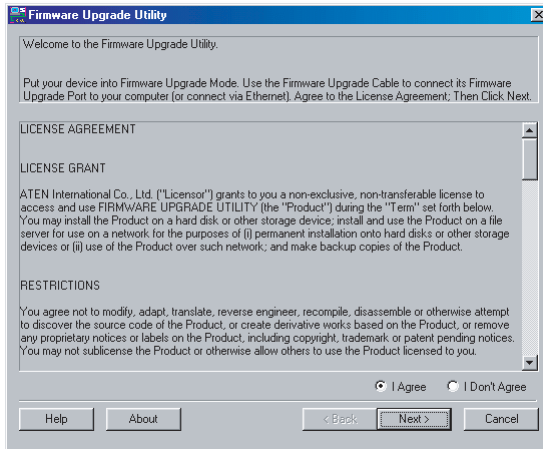 Firmware Upgrade Utility
Welcome to the Firmware Upgrade Utility.
Put your device into Firmware Upgrade Mode. Use the Firmware Upgrade Cable to connect its Firmware
Upgrade Port to your computer (or connect via Ethernet). Agree to the License Agreement; Then Click Next.
LICENSE AGREEMENT
LICENSE GRANT
ATEN International Co., Ltd. ("Licensor") grants to you a non-exclusive, non-transferable license to
access and use FIRMWARE UPGRADE UTILITY (the "Product") during the "Term" set forth below.
You may install the Product on a hard disk or other storage device; install and use the Product on a file
server for use on a network for the purposes of (i) permanent installation onto hard disks or other storage
devices or (ii) use of the Product over such network; and make backup copies of the Product.
RESTRICTIONS
You agree not to modify, adapt, translate, reverse engineer, recompile, disassemble or otherwise attempt
to discover the source code of the Product, or create derivative works based on the Product, or remove
any proprietary notices or labels on the Product, including copyright, trademark or patent pending notices.
You may not sublicense the Product or otherwise allow others to use the Product licensed to you.
I Agree I Don't Agree
Help About < Back Next > Cancel